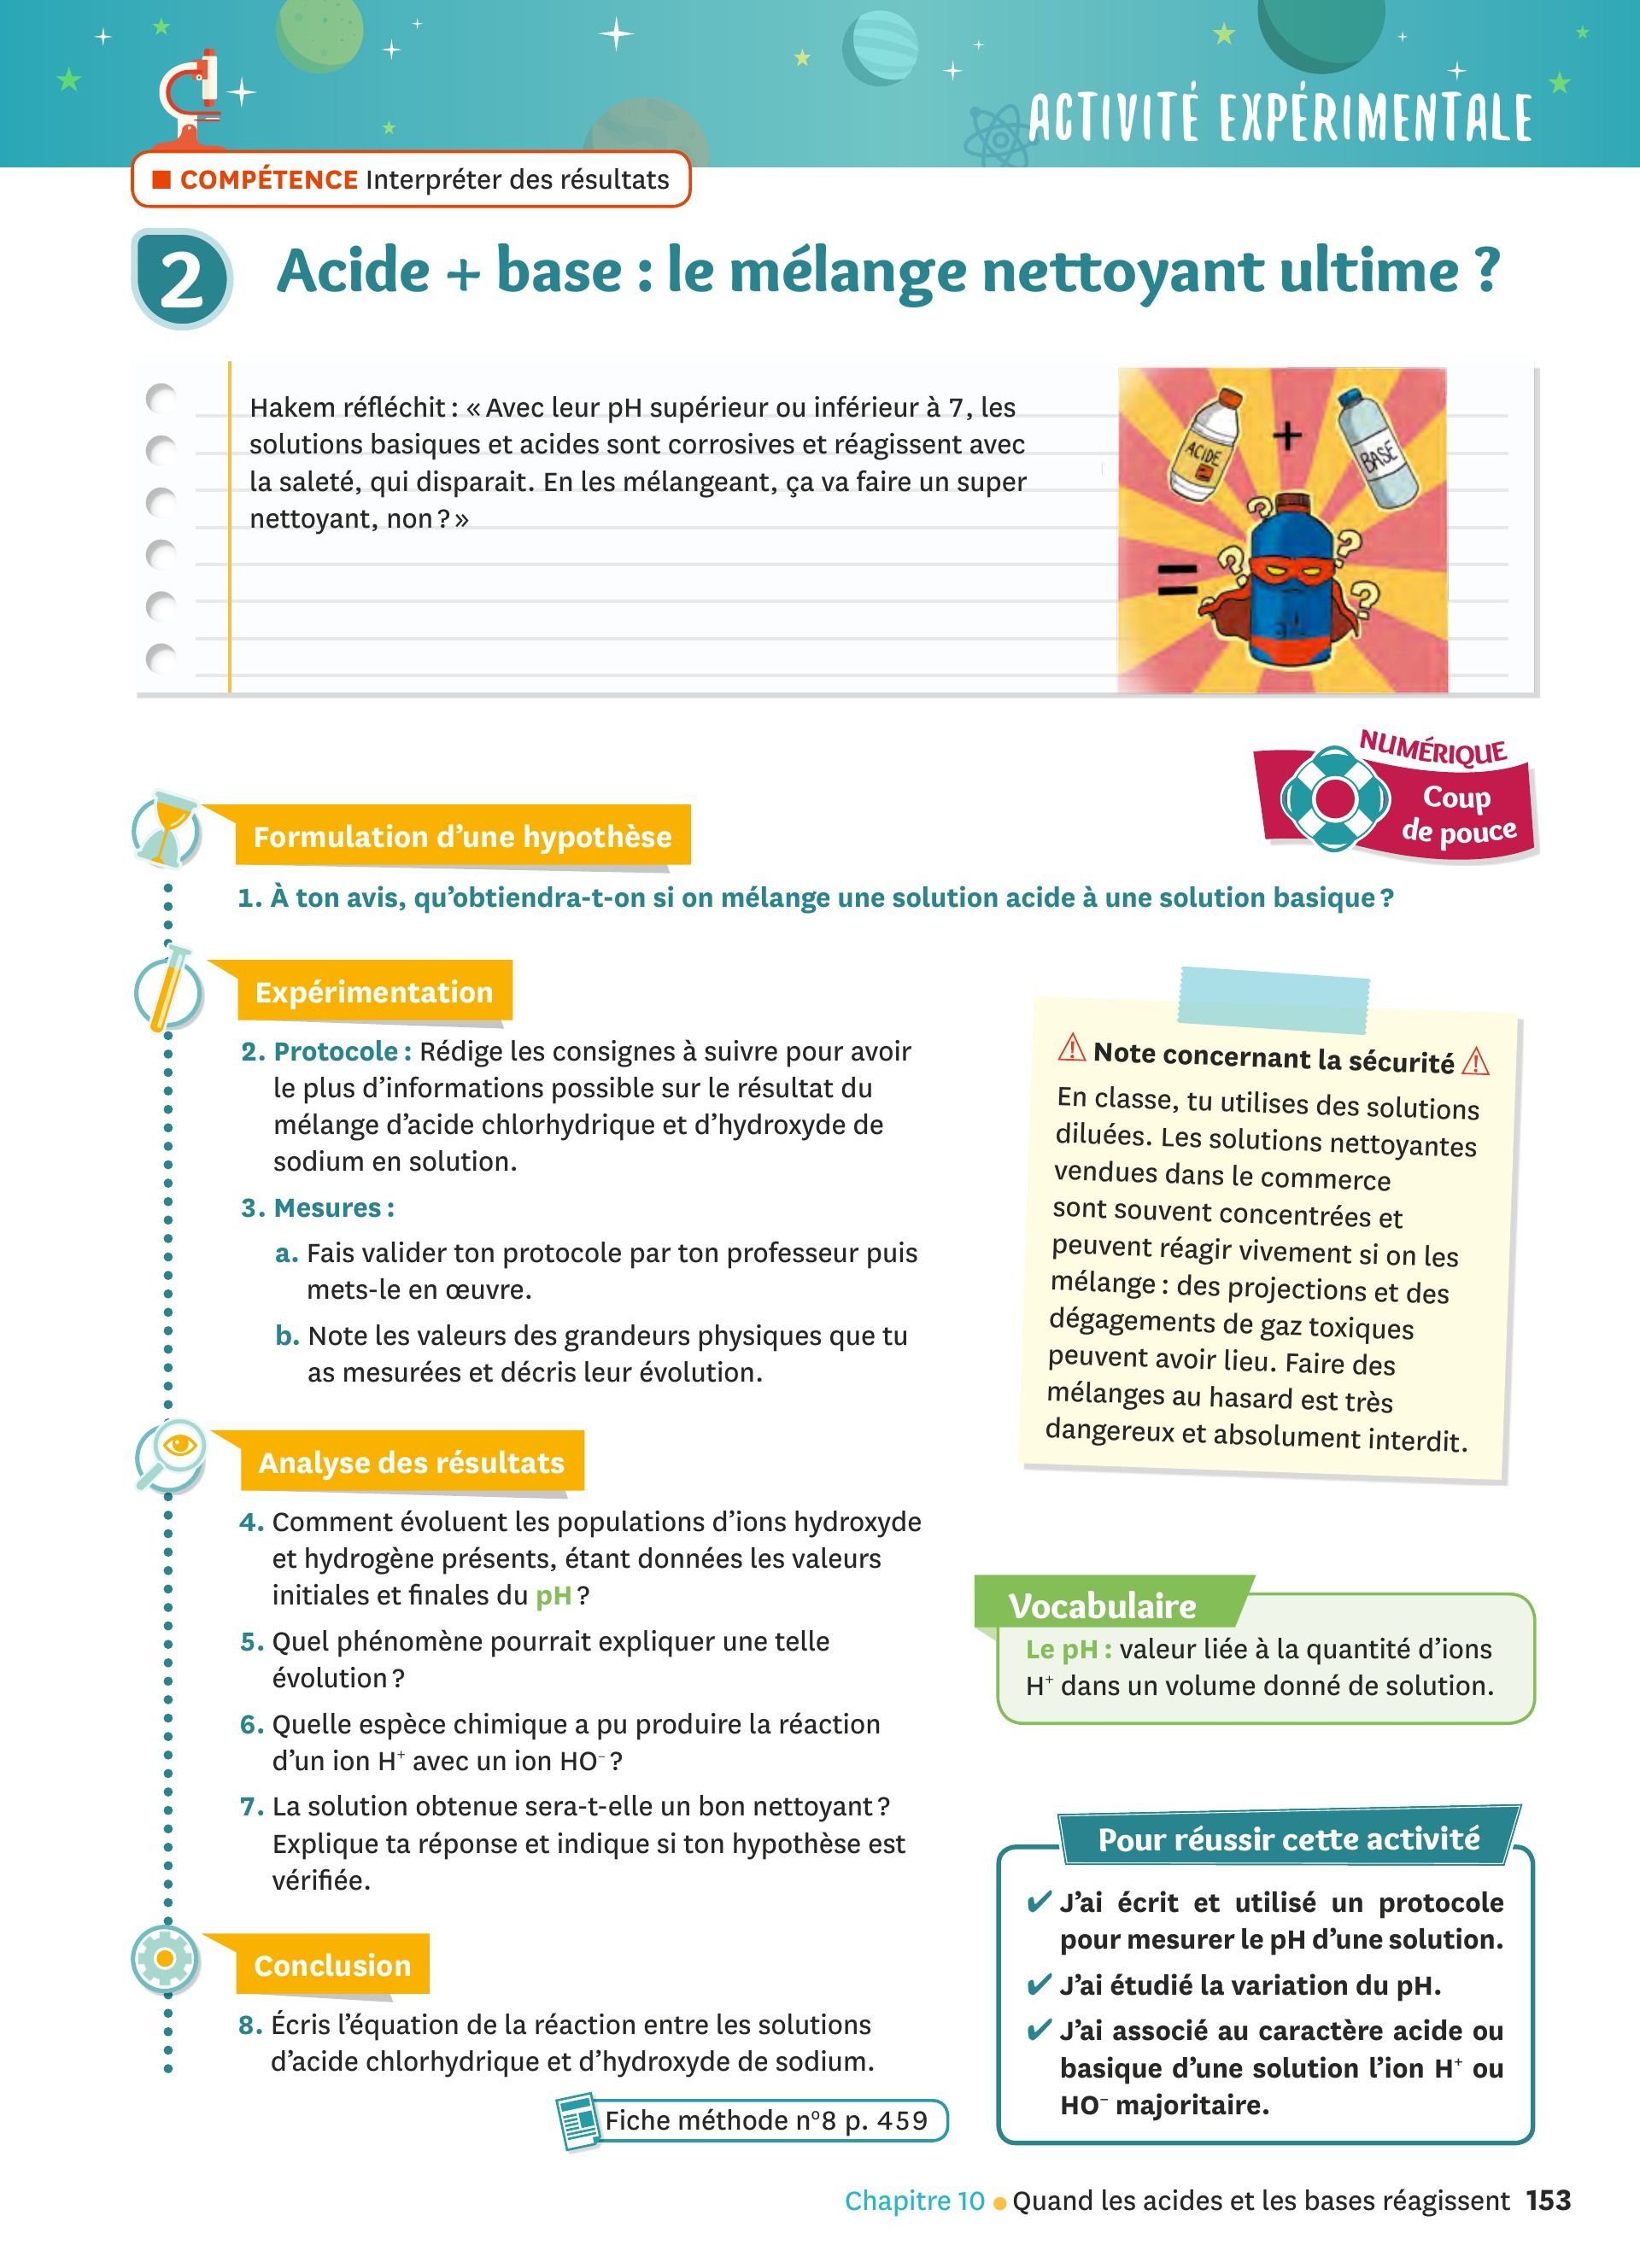 ACTIVITÉ EXPÉRIMENTALE
■ COMPÉTENCE Interpréter des résultats
2 Acide + base : le mélange nettoyant ultime ?
Hakem réfléchit : « Avec leur pH supérieur ou inférieur à 7, les
solutions basiques et acides sont corrosives et réagissent avec
la saleté, qui disparait. En les mélangeant, ça va faire un super
nettoyant, non ? »
ACIDE
+
BASE
=
?
?
?
?
NUMÉRIQUE
Coup
de pouce
Formulation d’une hypothèse
1. À ton avis, qu’obtiendra-t-on si on mélange une solution acide à une solution basique ?
Expérimentation
2. Protocole : Rédige les consignes à suivre pour avoir
le plus d’informations possible sur le résultat du
mélange d’acide chlorhydrique et d’hydroxyde de
sodium en solution.
3. Mesures :
a. Fais valider ton protocole par ton professeur puis
mets-le en œuvre.
b. Note les valeurs des grandeurs physiques que tu
as mesurées et décris leur évolution.
⚠ Note concernant la sécurité ⚠
En classe, tu utilises des solutions
diluées. Les solutions nettoyantes
vendues dans le commerce
sont souvent concentrées et
peuvent réagir vivement si on les
mélange : des projections et des
dégagements de gaz toxiques
peuvent avoir lieu. Faire des
mélanges au hasard est très
dangereux et absolument interdit.
Analyse des résultats
4. Comment évoluent les populations d’ions hydroxyde
et hydrogène présents, étant données les valeurs
initiales et finales du pH ?
5. Quel phénomène pourrait expliquer une telle
évolution ?
6. Quelle espèce chimique a pu produire la réaction
d’un ion H⁺ avec un ion HO⁻ ?
7. La solution obtenue sera-t-elle un bon nettoyant ?
Explique ta réponse et indique si ton hypothèse est
vérifiée.
Vocabulaire
Le pH : valeur liée à la quantité d’ions
H⁺ dans un volume donné de solution.
Conclusion
8. Écris l’équation de la réaction entre les solutions
d’acide chlorhydrique et d’hydroxyde de sodium.
Fiche méthode n°8 p. 459
Pour réussir cette activité
✔ J’ai écrit et utilisé un protocole
pour mesurer le pH d’une solution.
✔ J’ai étudié la variation du pH.
✔ J’ai associé au caractère acide ou
basique d’une solution l’ion H⁺ ou
HO⁻ majoritaire.
Chapitre 10 • Quand les acides et les bases réagissent 153